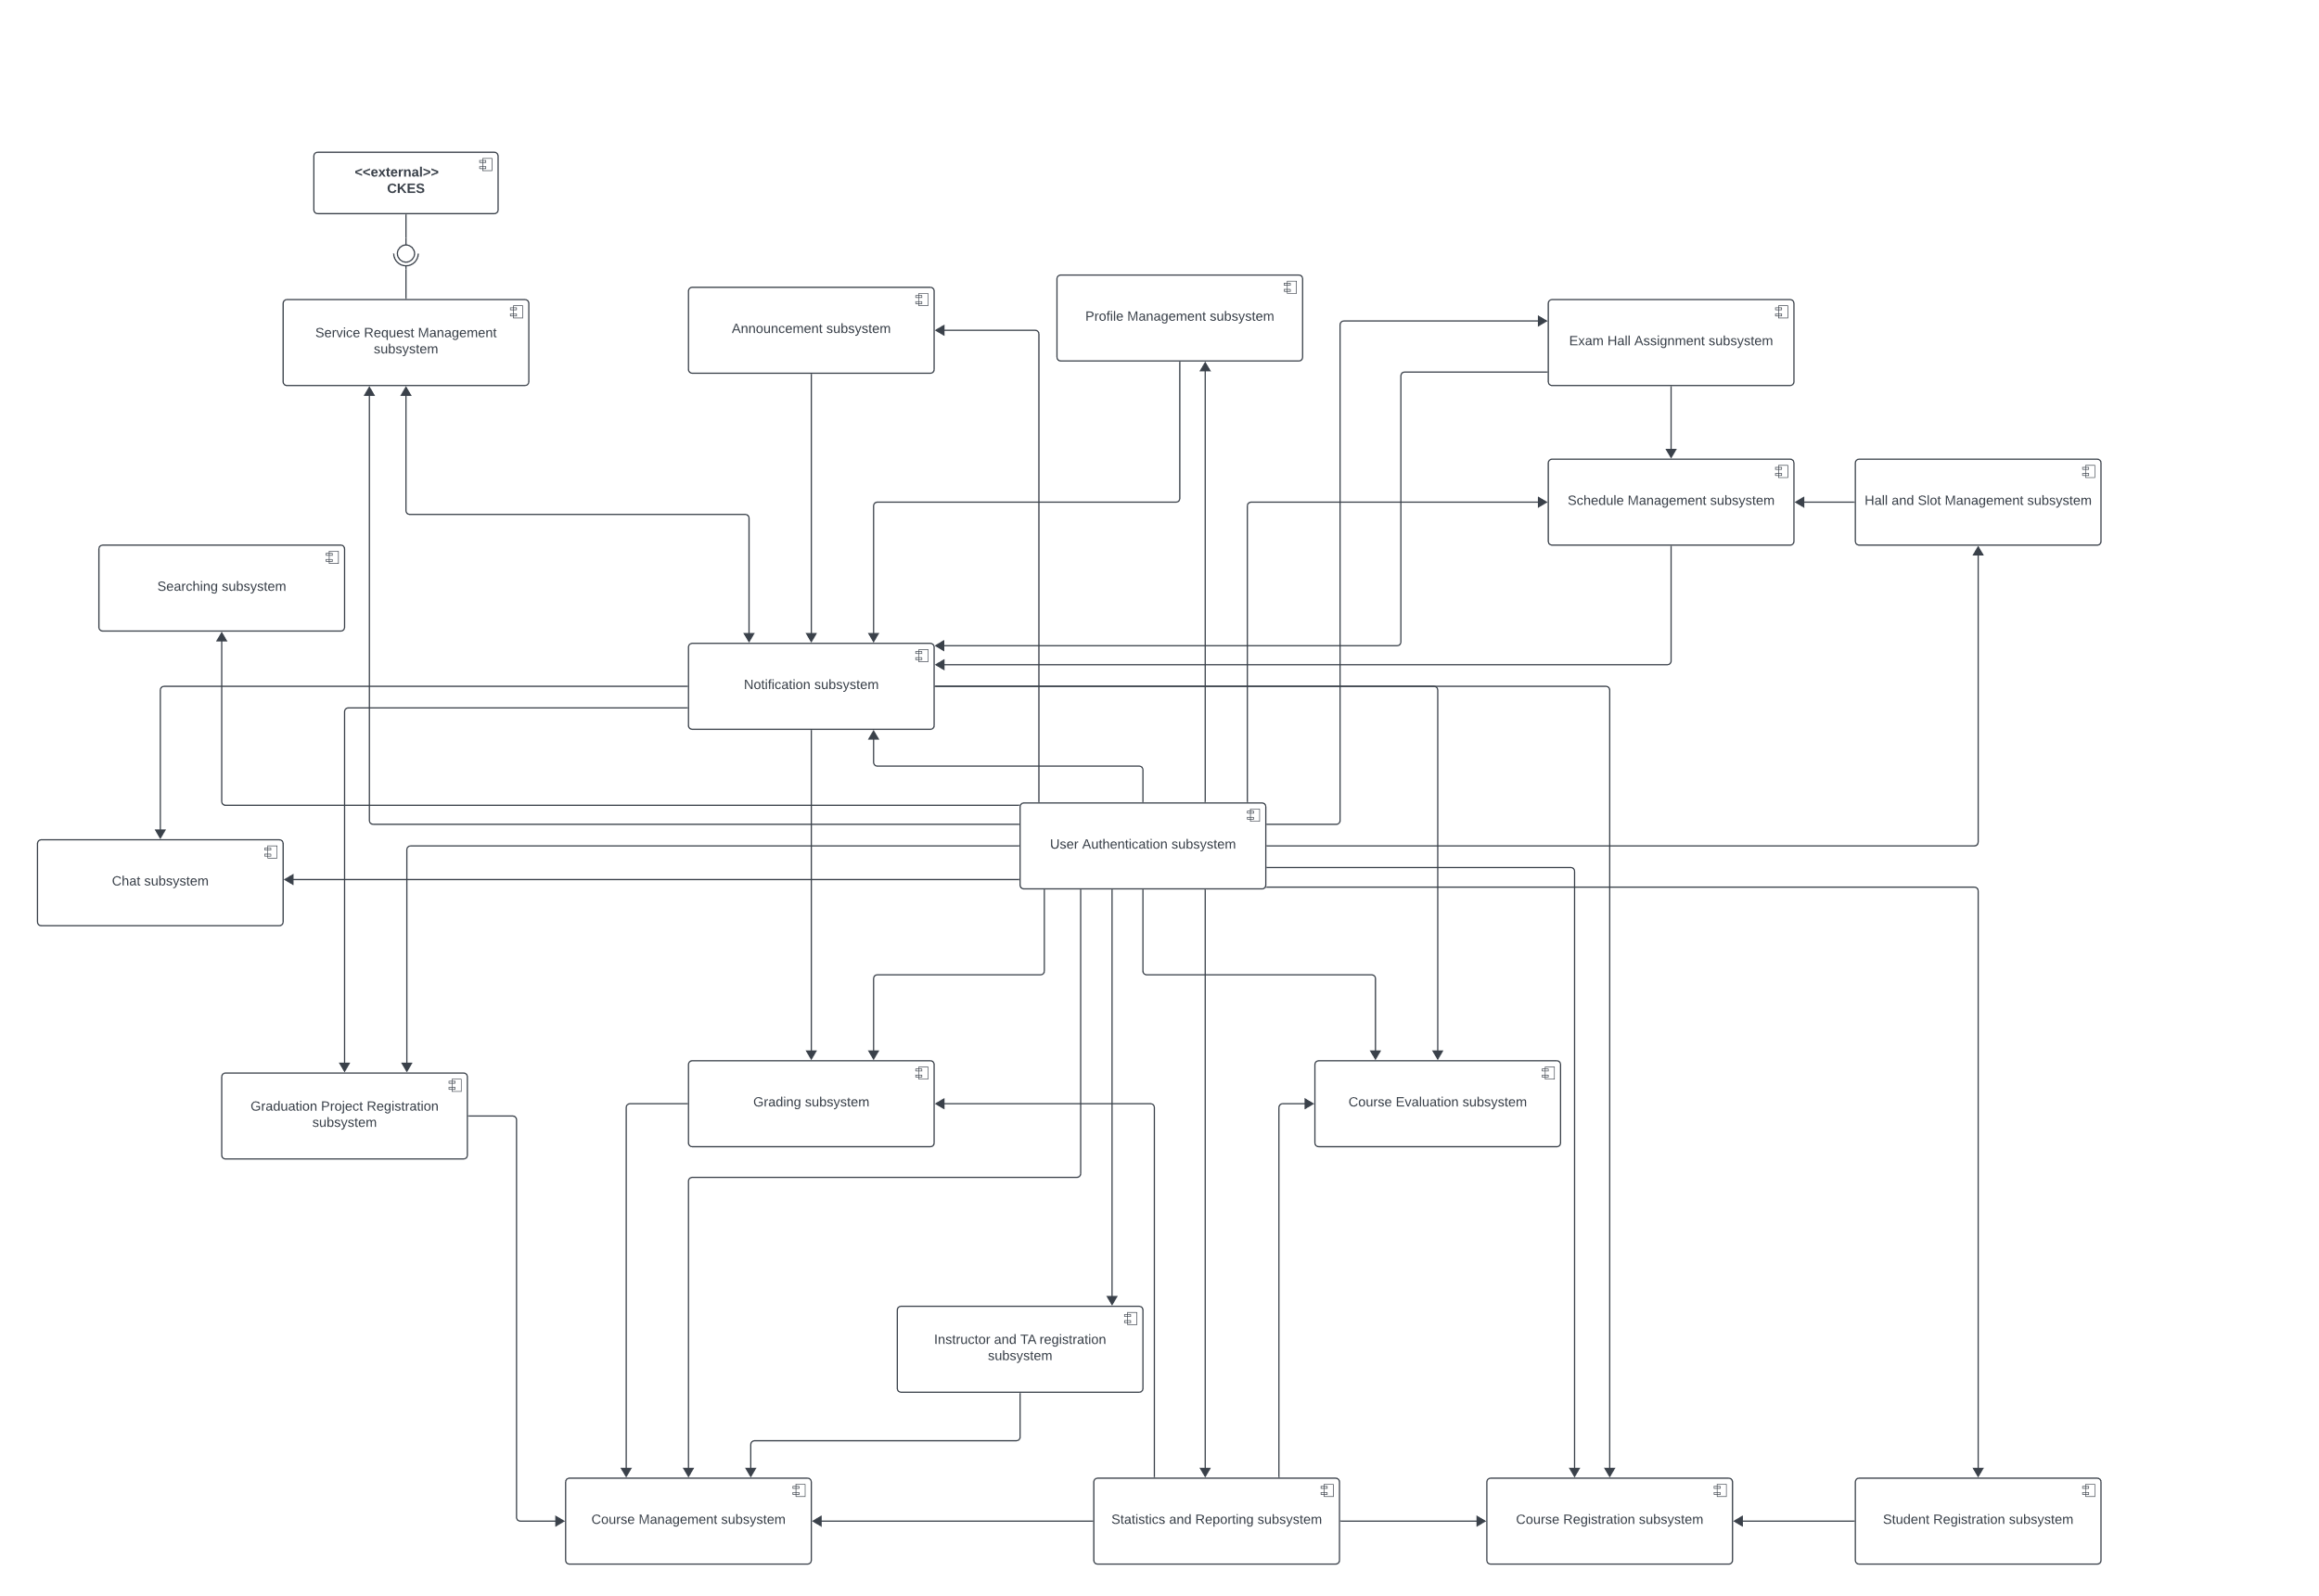 <<external>>
CKES
Profile Management subsystem
Announcement subsystem
Service Request Management
subsystem
Exam Hall Assignment subsystem
Schedule Management subsystem
Hall and Slot Management subsystem
Searching subsystem
Notification subsystem
User Authentication subsystem
Chat subsystem
Graduation Project Registration
subsystem
Grading subsystem
Course Evaluation subsystem
Instructor and TA registration
subsystem
Course Management subsystem
Statistics and Reporting subsystem
Course Registration subsystem
Student Registration subsystem